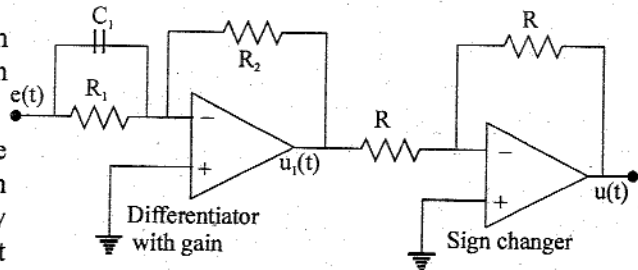 n
n
e
n
y
t
C₁
R₁
e(t)
R₂
−
+
u₁(t)
Differentiator
with gain
R
R
−
+
u(t)
Sign changer